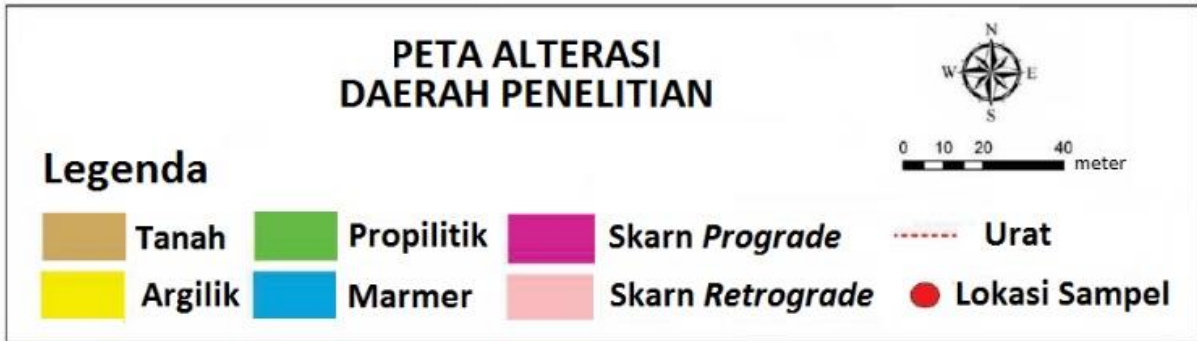 PETA ALTERASI
DAERAH PENELITIAN
N
W E
S
0 10 20 40
meter
Legenda
Tanah Propilitik Skarn Prograde Urat
Argilik Marmer Skarn Retrograde Lokasi Sampel